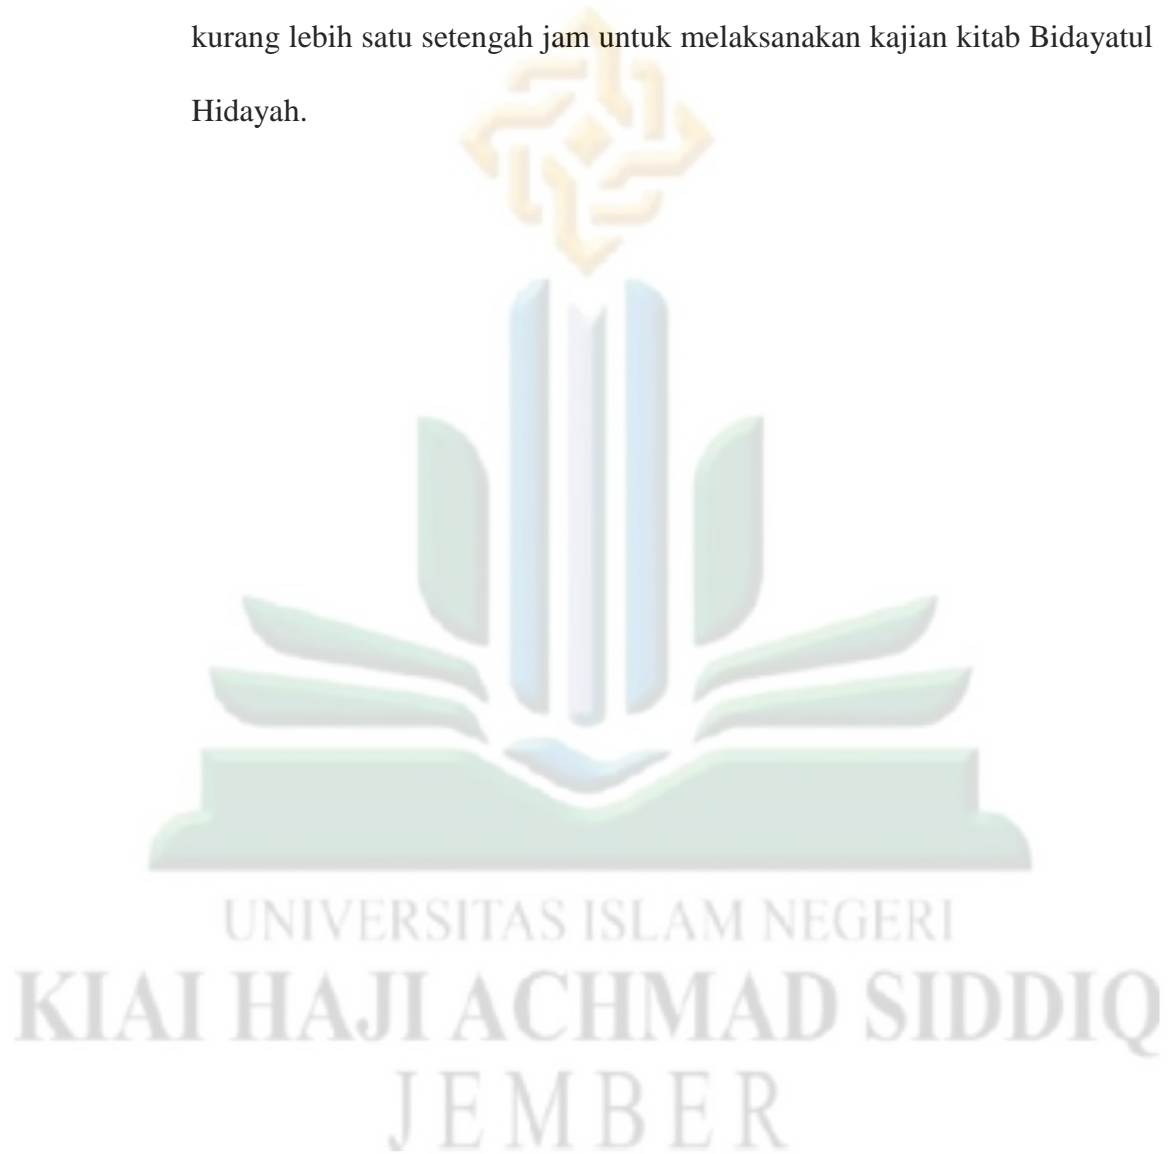 kurang lebih satu setengah jam untuk melaksanakan kajian kitab Bidayatul
Hidayah.
UNIVERSITAS ISLAM NEGERI
KIAI HAJI ACHMAD SIDDIQ
JEMBER